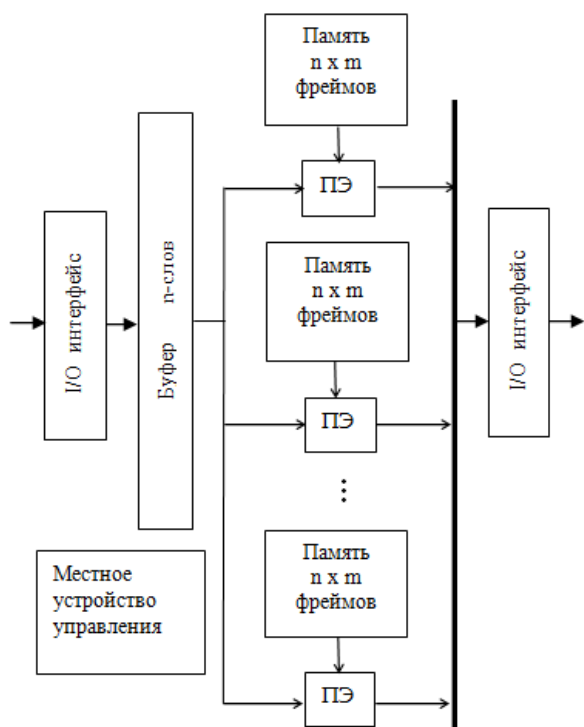 Память
n x m
фреймов
ПЭ
I/O интерфейс
Буфер n-слов
Память
n x m
фреймов
I/O интерфейс
ПЭ
...
Местное
устройство
управления
Память
n x m
фреймов
ПЭ